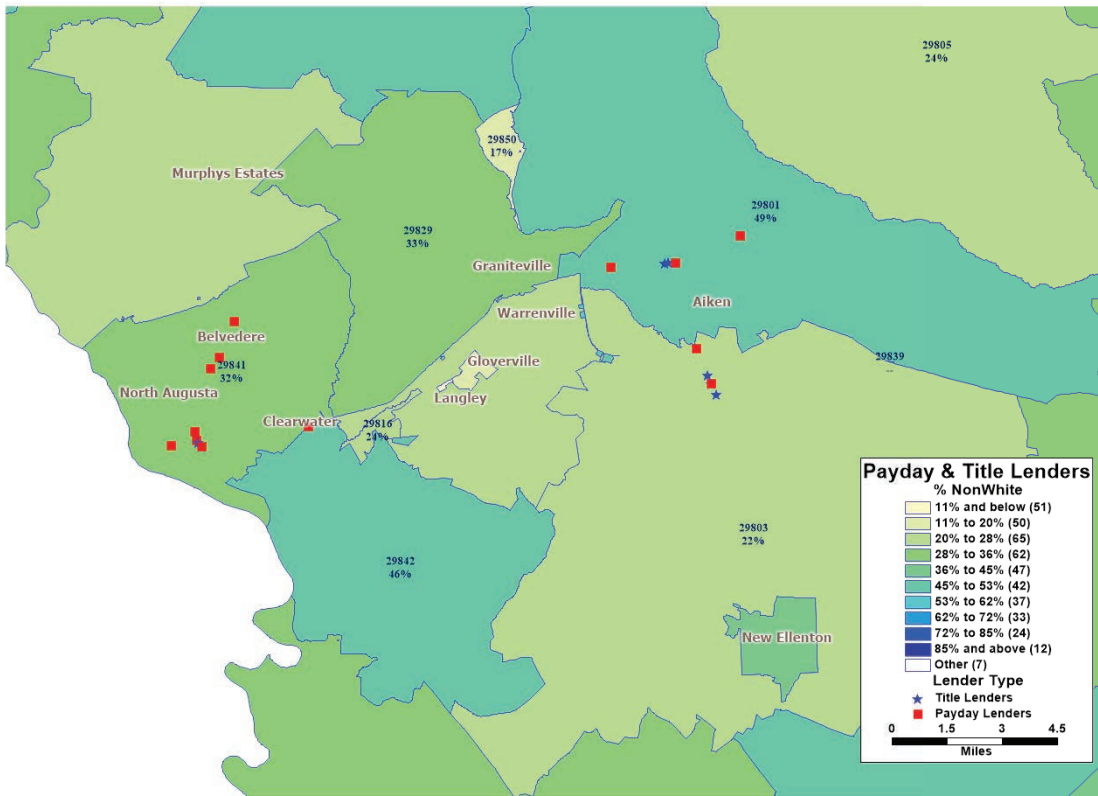 29805
24%
29850
17%
Murphys Estates
29801
49%
29829
33%
Graniteville
Aiken
Warrenville
Belvedere
29841
32%
Gloverville
29839
North Augusta
Langley
Clearwater
29816
24%
29803
22%
29842
46%
New Ellenton
Payday & Title Lenders
% NonWhite
11% and below (51)
11% to 20% (50)
20% to 28% (65)
28% to 36% (62)
36% to 45% (47)
45% to 53% (42)
53% to 62% (37)
62% to 72% (33)
72% to 85% (24)
85% and above (12)
Other (7)
Lender Type
Title Lenders
Payday Lenders
0 1.5 3 4.5
Miles